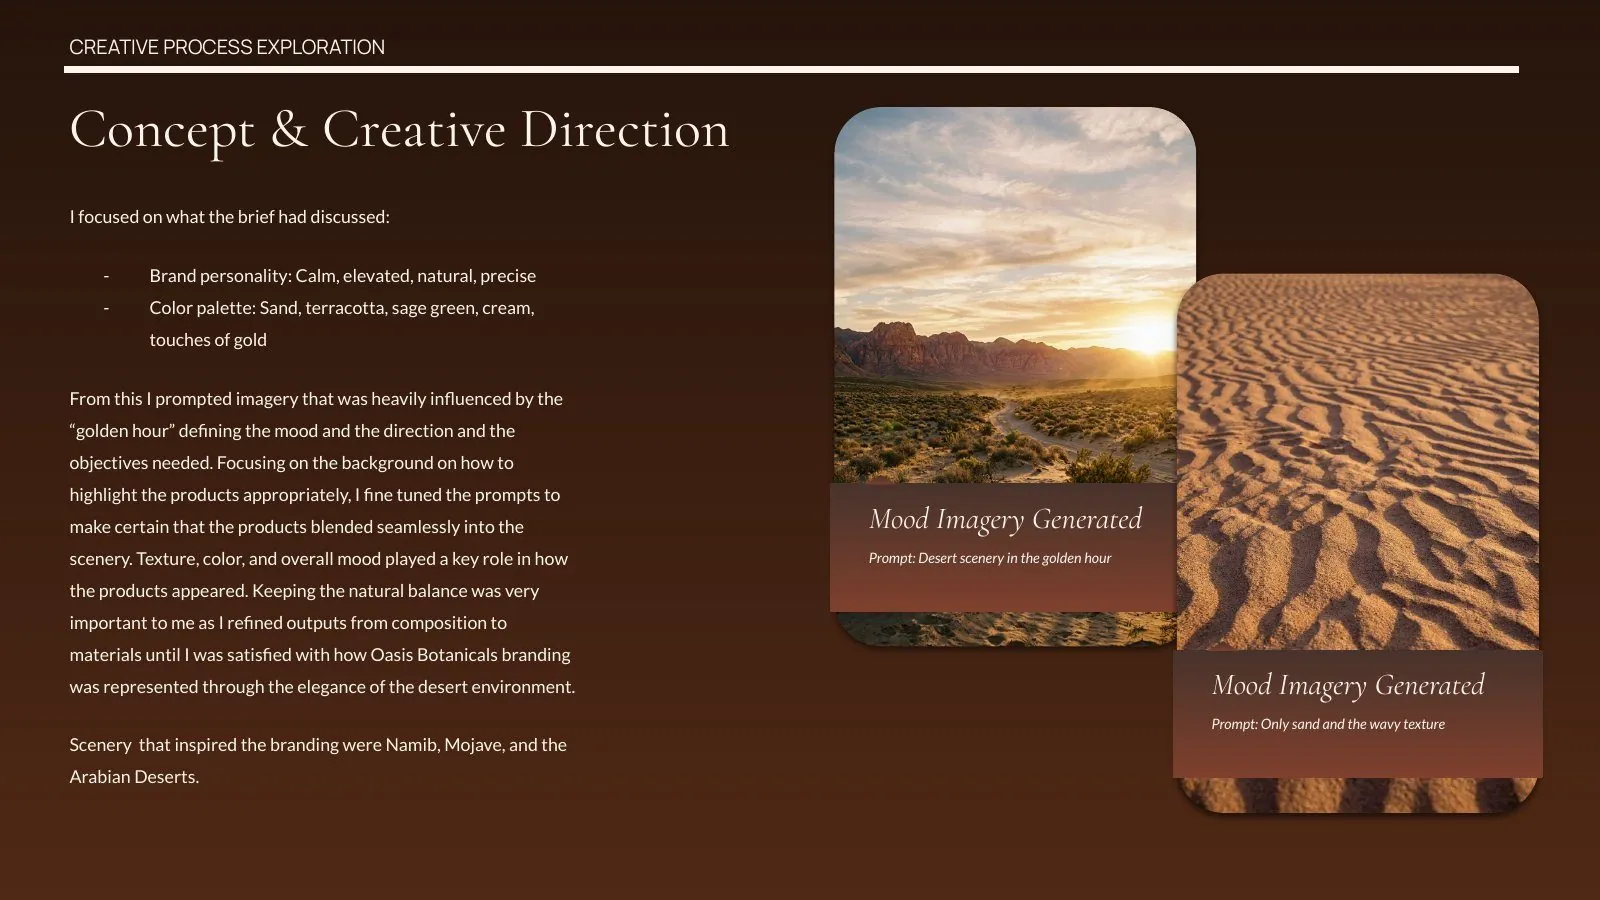 CREATIVE PROCESS EXPLORATION
Concept & Creative Direction
I focused on what the brief had discussed:
- Brand personality: Calm, elevated, natural, precise
- Color palette: Sand, terracotta, sage green, cream,
touches of gold
From this I prompted imagery that was heavily influenced by the
“golden hour” defining the mood and the direction and the
objectives needed. Focusing on the background on how to
highlight the products appropriately, I fine tuned the prompts to
make certain that the products blended seamlessly into the
scenery. Texture, color, and overall mood played a key role in how
the products appeared. Keeping the natural balance was very
important to me as I refined outputs from composition to
materials until I was satisfied with how Oasis Botanicals branding
was represented through the elegance of the desert environment.
Scenery  that inspired the branding were Namib, Mojave, and the
Arabian Deserts.
Mood Imagery Generated
Prompt: Desert scenery in the golden hour
Mood Imagery Generated
Prompt: Only sand and the wavy texture